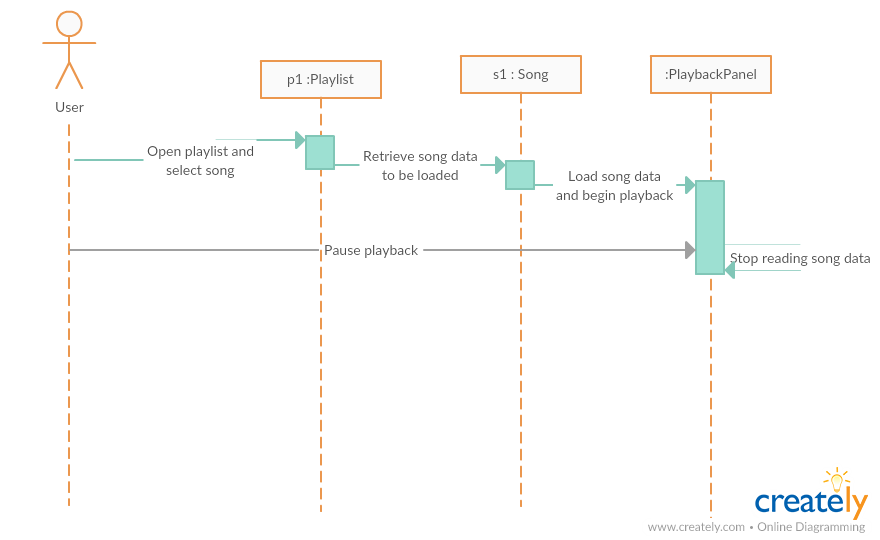 User
p1 :Playlist
s1 : Song
:PlaybackPanel
Open playlist and
select song
Retrieve song data
to be loaded
Load song data
and begin playback
Pause playback
Stop reading song data
creately
www.creately.com • Online Diagramming